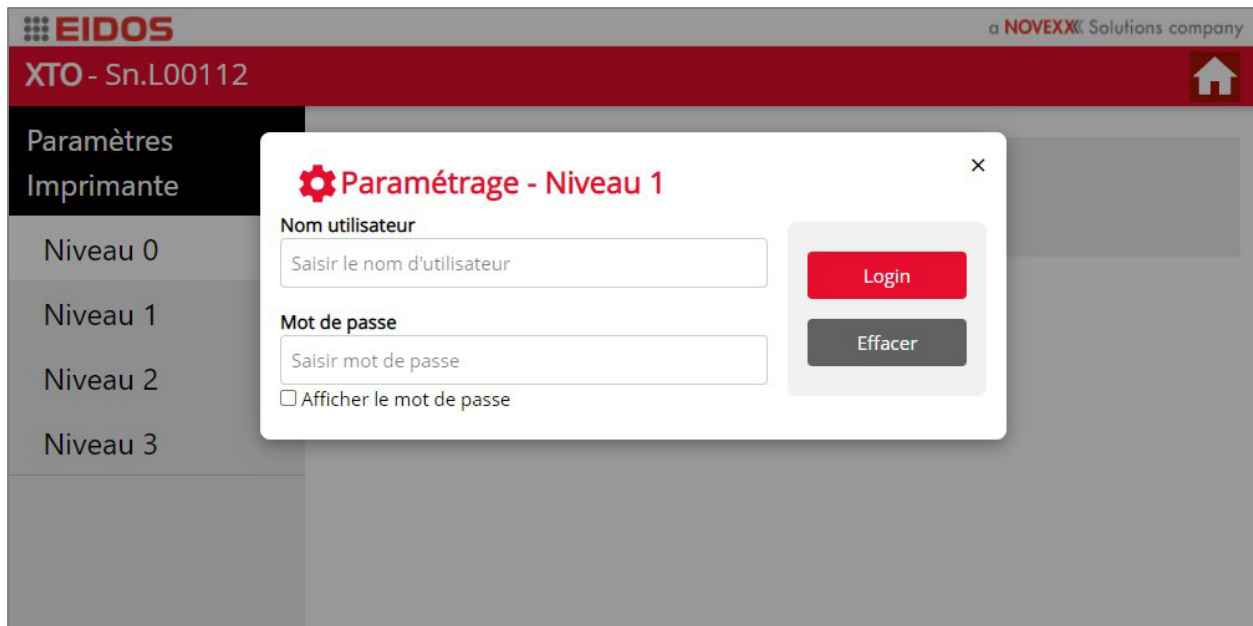 EIDOS
a NOVEXX Solutions company
XTO - Sn.L00112
Paramètres
Imprimante
Niveau 0
Niveau 1
Niveau 2
Niveau 3
Paramétrage - Niveau 1
×
Nom utilisateur
Saisir le nom d'utilisateur
Mot de passe
Saisir mot de passe
Afficher le mot de passe
Login
Effacer